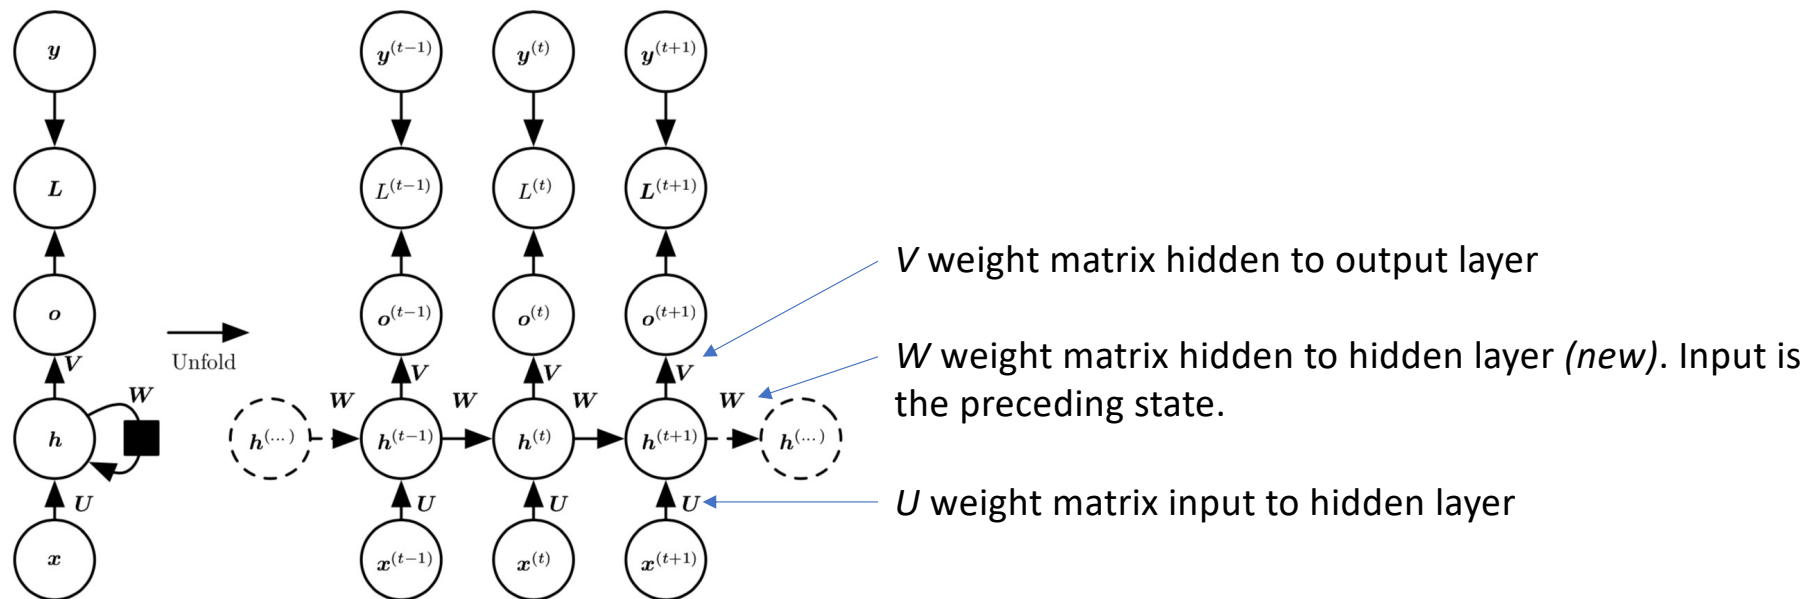 y y^(t−1) y^(t) y^(t+1)
L L^(t−1) L^(t) L^(t+1)
V weight matrix hidden to output layer
o o^(t−1) o^(t) o^(t+1)
Unfold
W weight matrix hidden to hidden layer (new). Input is
the preceding state.
V V V V
W W W W W
h h^(...) h^(t−1) h^(t) h^(t+1) h^(...)
U U U U
U weight matrix input to hidden layer
x x^(t−1) x^(t) x^(t+1)